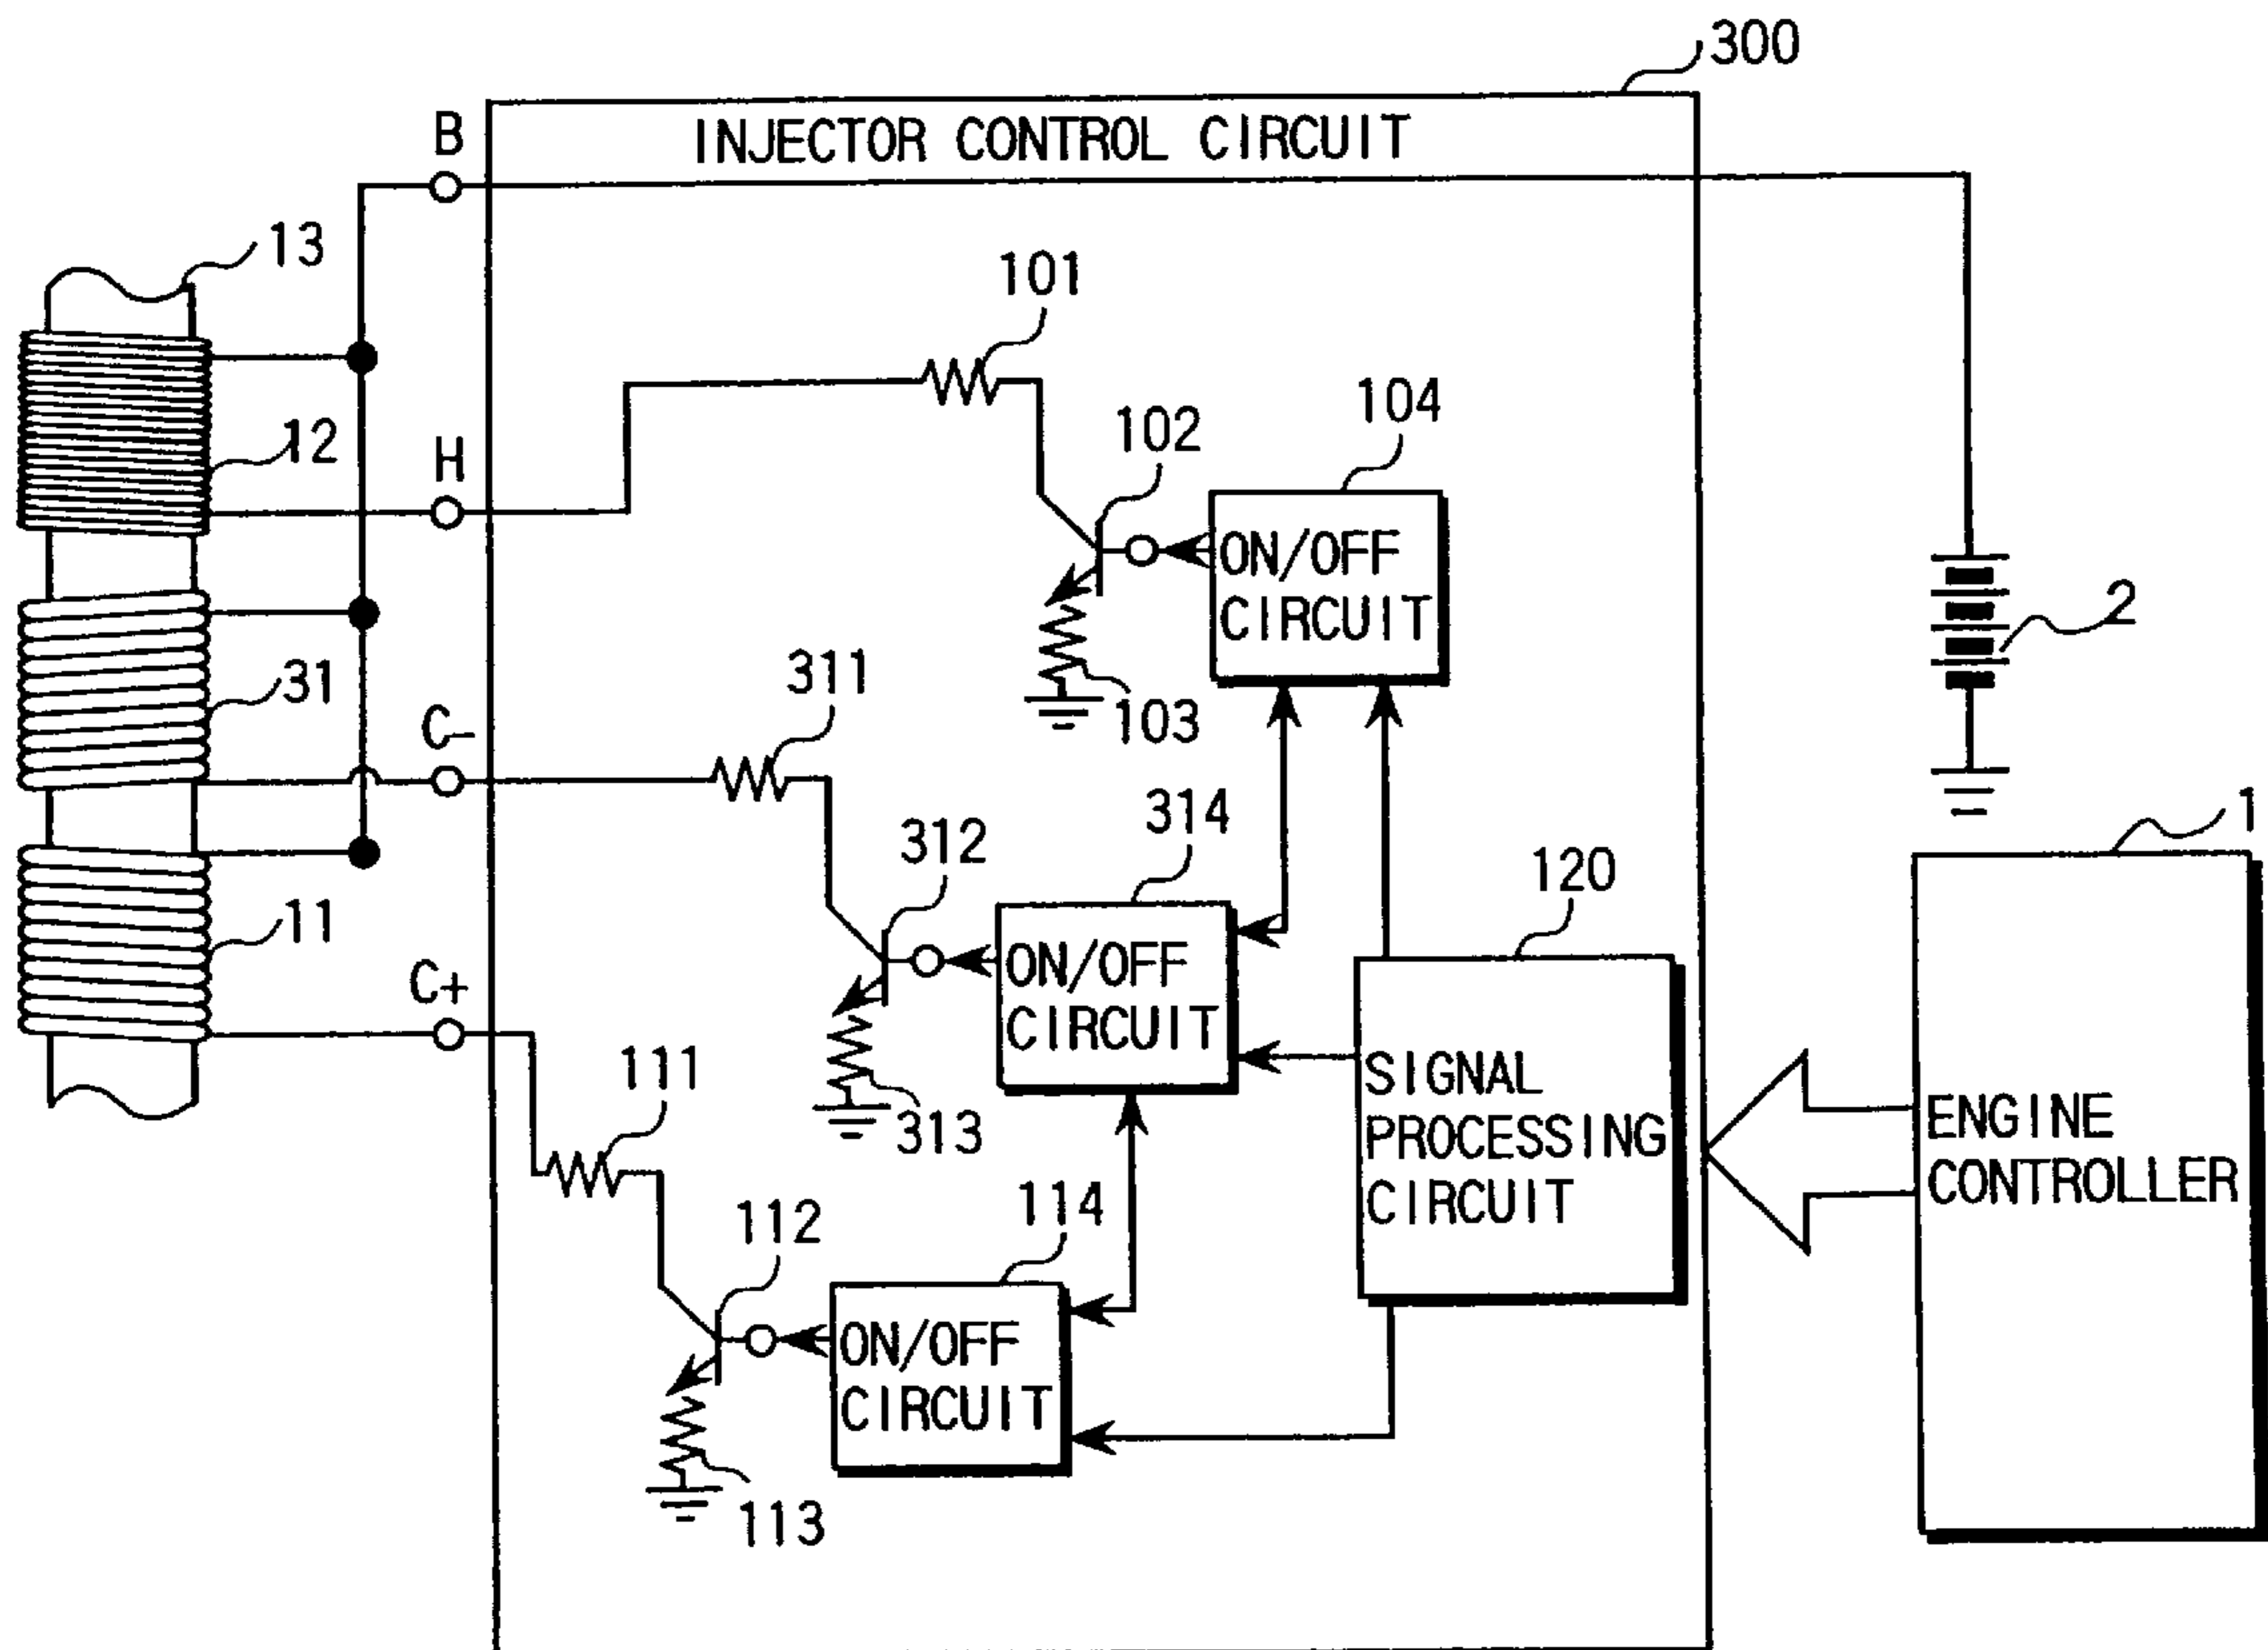 300
B
INJECTOR CONTROL CIRCUIT
13
101
102
104
12
H
ON/OFF
CIRCUIT
2
31
311
103
C-
314
1
312
120
11
ON/OFF
CIRCUIT
C+
111
SIGNAL
PROCESSING
CIRCUIT
313
ENGINE
CONTROLLER
112
114
ON/OFF
CIRCUIT
113